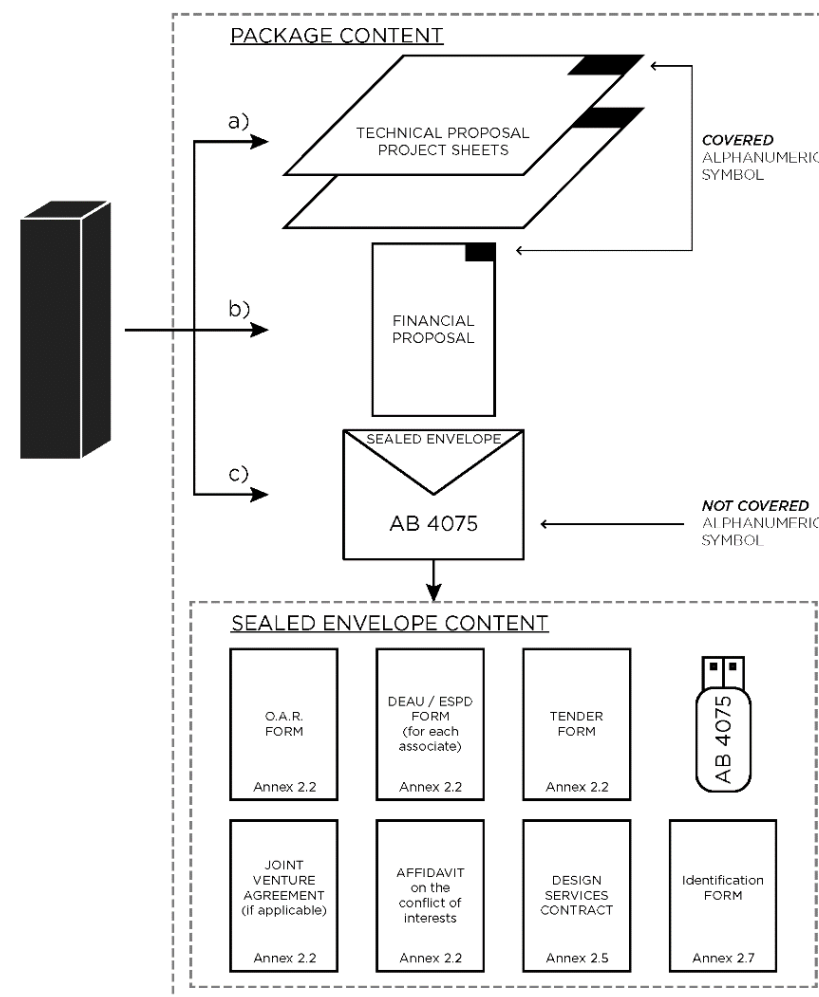 PACKAGE CONTENT
a)
TECHNICAL PROPOSAL
PROJECT SHEETS
COVERED
ALPHANUMERIC
SYMBOL
b)
FINANCIAL
PROPOSAL
c)
SEALED ENVELOPE
AB 4075
NOT COVERED
ALPHANUMERIC
SYMBOL
SEALED ENVELOPE CONTENT
O.A.R.
FORM
Annex 2.2
DEAU / ESPD
FORM
(for each
associate)
Annex 2.2
TENDER
FORM
Annex 2.2
AB 4075
JOINT
VENTURE
AGREEMENT
(if applicable)
Annex 2.2
AFFIDAVIT
on the
conflict of
interests
Annex 2.2
DESIGN
SERVICES
CONTRACT
Annex 2.5
Identification
FORM
Annex 2.7